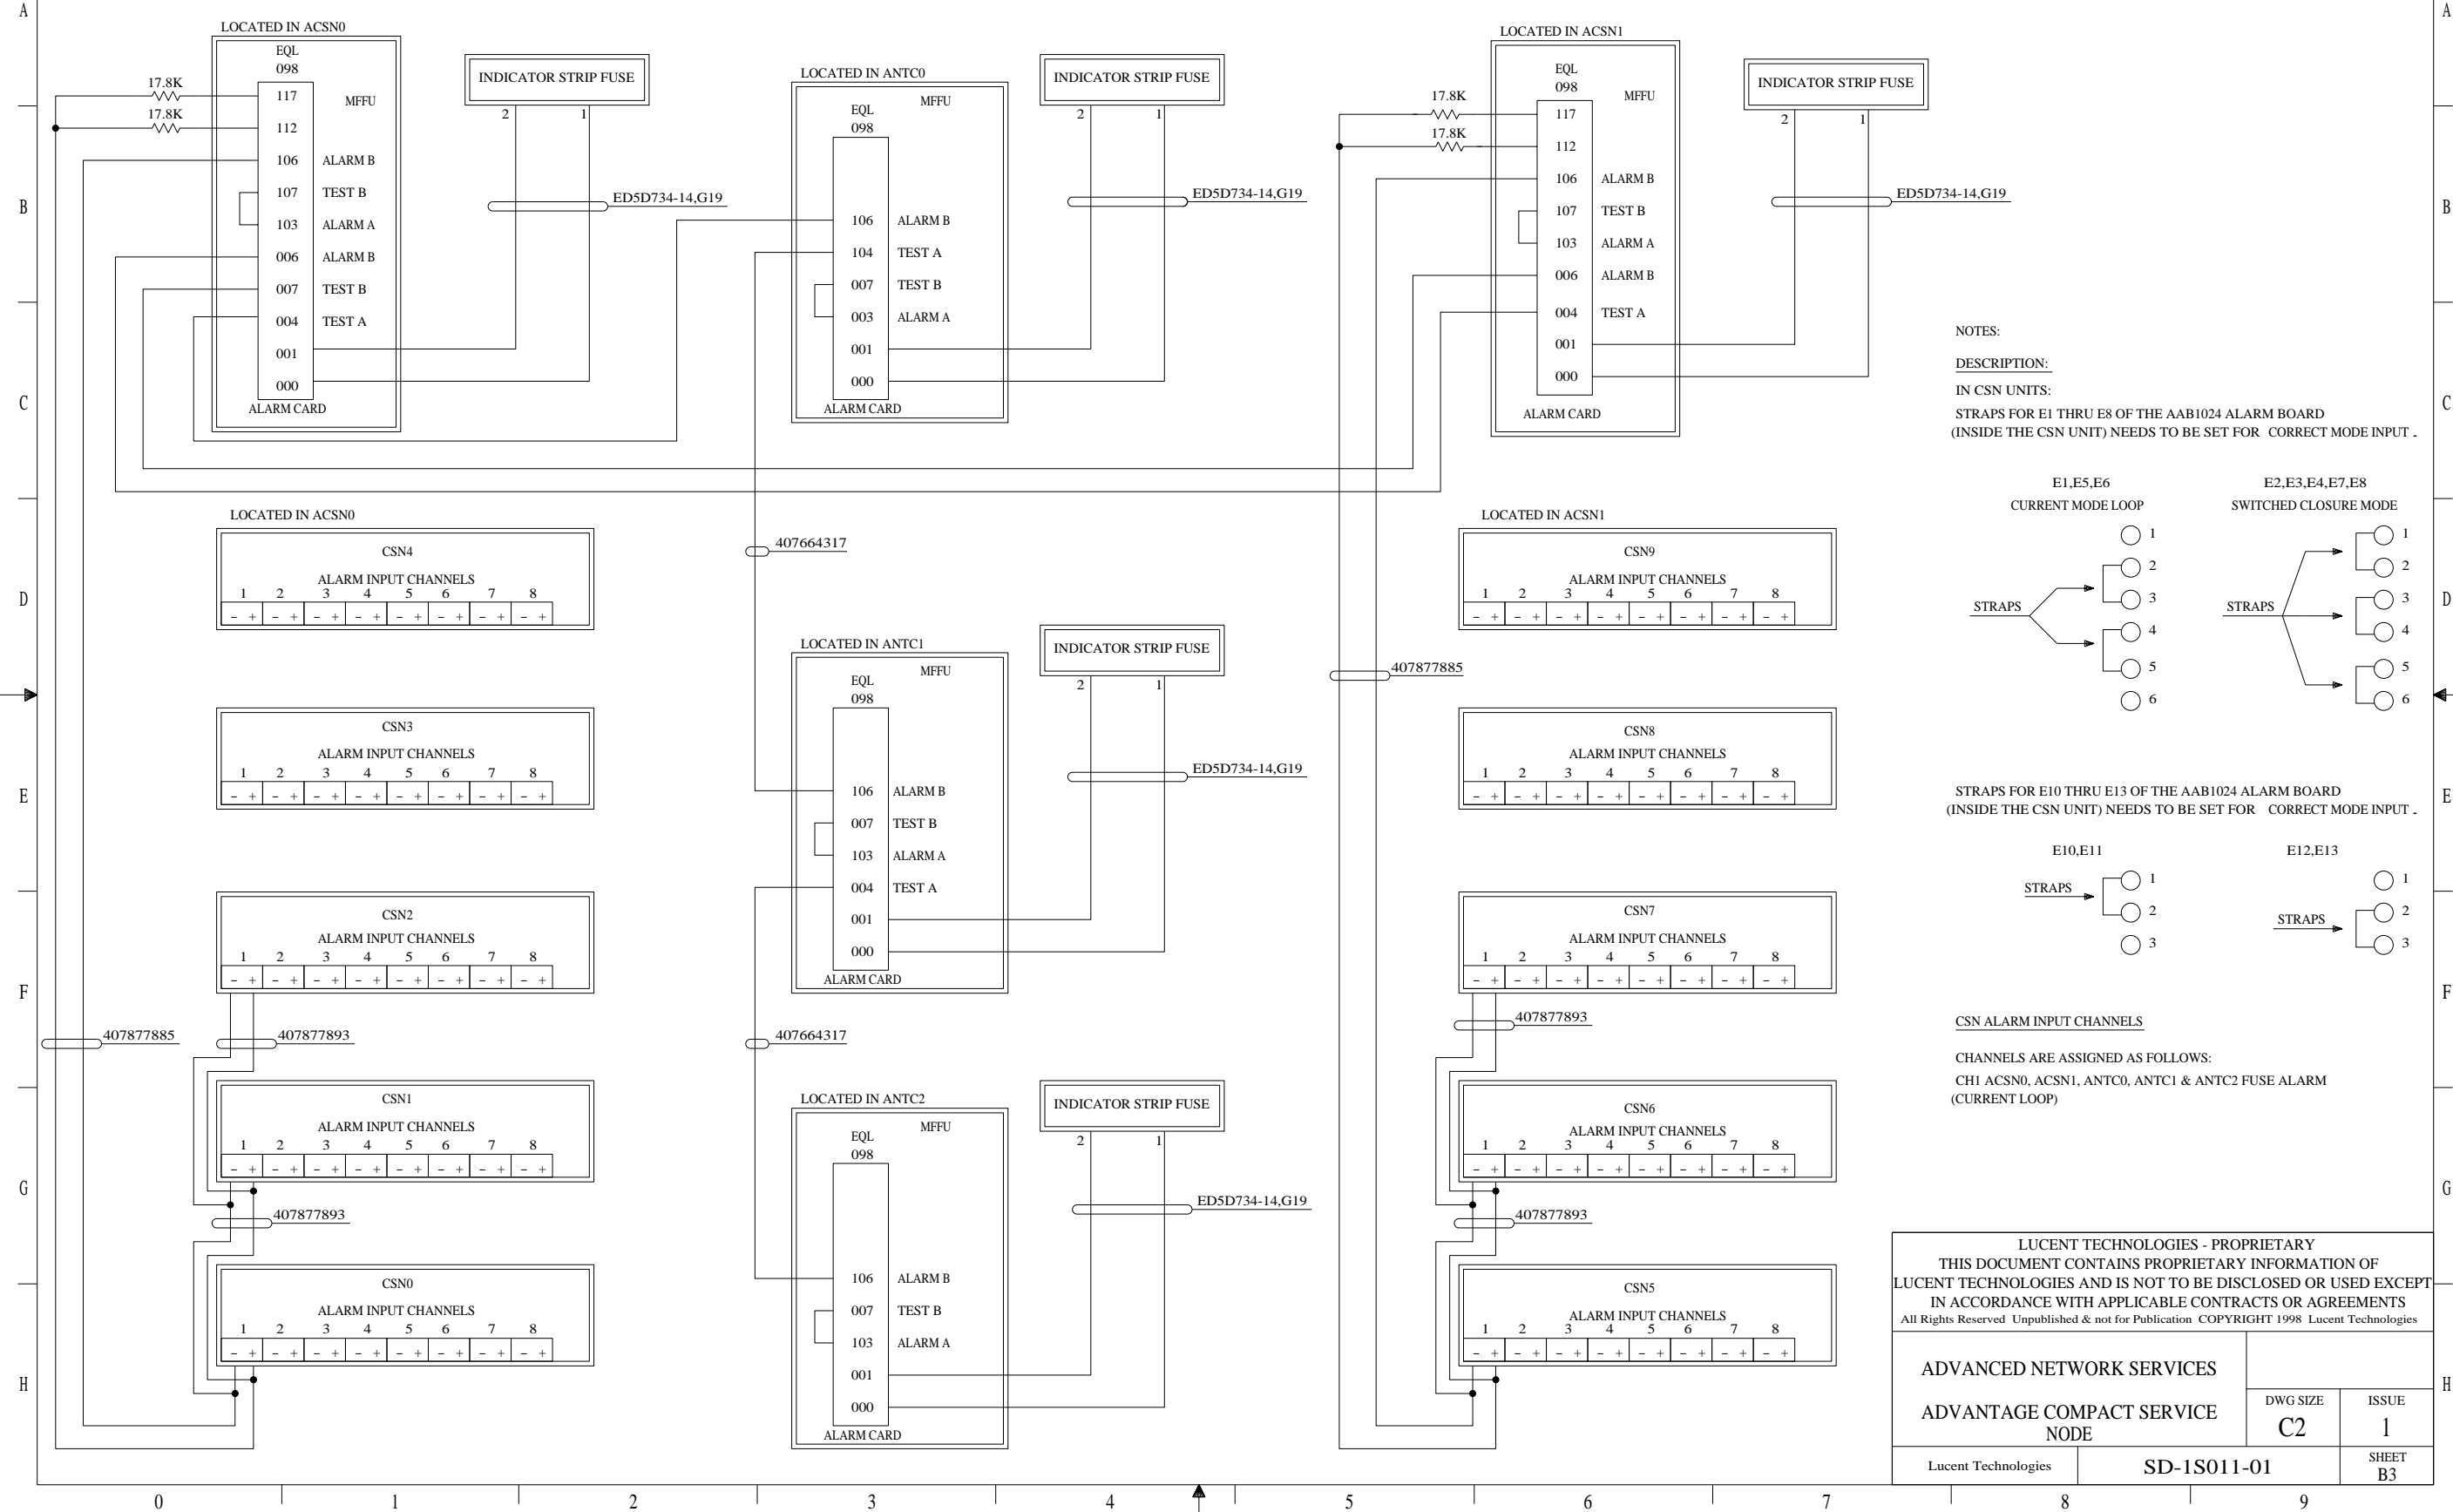 A
A
B
B
C
C
D
D
E
E
F
F
G
G
H
H
LOCATED IN ACSN0
EQL
098
MFFU
17.8K
17.8K
117
112
106 ALARM B
107 TEST B
103 ALARM A
006 ALARM B
007 TEST B
004 TEST A
001
000
ALARM CARD
INDICATOR STRIP FUSE
2 1
ED5D734-14,G19
LOCATED IN ANTC0
EQL
098
MFFU
106 ALARM B
104 TEST A
007 TEST B
003 ALARM A
001
000
ALARM CARD
INDICATOR STRIP FUSE
2 1
ED5D734-14,G19
LOCATED IN ACSN1
EQL
098
MFFU
17.8K
17.8K
117
112
106 ALARM B
107 TEST B
103 ALARM A
006 ALARM B
004 TEST A
001
000
ALARM CARD
INDICATOR STRIP FUSE
2 1
ED5D734-14,G19
NOTES:
DESCRIPTION:
IN CSN UNITS:
STRAPS FOR E1 THRU E8 OF THE AAB1024 ALARM BOARD
(INSIDE THE CSN UNIT) NEEDS TO BE SET FOR CORRECT MODE INPUT .
E1,E5,E6
CURRENT MODE LOOP
STRAPS
1
2
3
4
5
6
E2,E3,E4,E7,E8
SWITCHED CLOSURE MODE
STRAPS
1
2
3
4
5
6
STRAPS FOR E10 THRU E13 OF THE AAB1024 ALARM BOARD
(INSIDE THE CSN UNIT) NEEDS TO BE SET FOR CORRECT MODE INPUT .
E10,E11
STRAPS
1
2
3
E12,E13
STRAPS
1
2
3
CSN ALARM INPUT CHANNELS
CHANNELS ARE ASSIGNED AS FOLLOWS:
CH1 ACSN0, ACSN1, ANTC0, ANTC1 & ANTC2 FUSE ALARM
(CURRENT LOOP)
LOCATED IN ACSN0
CSN4
ALARM INPUT CHANNELS
1 2 3 4 5 6 7 8
- + - + - + - + - + - + - + - +
CSN3
ALARM INPUT CHANNELS
1 2 3 4 5 6 7 8
- + - + - + - + - + - + - + - +
CSN2
ALARM INPUT CHANNELS
1 2 3 4 5 6 7 8
- + - + - + - + - + - + - + - +
407877885
407877893
CSN1
ALARM INPUT CHANNELS
1 2 3 4 5 6 7 8
- + - + - + - + - + - + - + - +
407877893
CSN0
ALARM INPUT CHANNELS
1 2 3 4 5 6 7 8
- + - + - + - + - + - + - + - +
407664317
LOCATED IN ANTC1
EQL
098
MFFU
106 ALARM B
007 TEST B
103 ALARM A
004 TEST A
001
000
ALARM CARD
INDICATOR STRIP FUSE
2 1
ED5D734-14,G19
407664317
LOCATED IN ANTC2
EQL
098
MFFU
106 ALARM B
007 TEST B
103 ALARM A
001
000
ALARM CARD
INDICATOR STRIP FUSE
2 1
ED5D734-14,G19
LOCATED IN ACSN1
CSN9
ALARM INPUT CHANNELS
1 2 3 4 5 6 7 8
- + - + - + - + - + - + - + - +
407877885
CSN8
ALARM INPUT CHANNELS
1 2 3 4 5 6 7 8
- + - + - + - + - + - + - + - +
CSN7
ALARM INPUT CHANNELS
1 2 3 4 5 6 7 8
- + - + - + - + - + - + - + - +
407877893
CSN6
ALARM INPUT CHANNELS
1 2 3 4 5 6 7 8
- + - + - + - + - + - + - + - +
407877893
CSN5
ALARM INPUT CHANNELS
1 2 3 4 5 6 7 8
- + - + - + - + - + - + - + - +
LUCENT TECHNOLOGIES - PROPRIETARY
THIS DOCUMENT CONTAINS PROPRIETARY INFORMATION OF
LUCENT TECHNOLOGIES AND IS NOT TO BE DISCLOSED OR USED EXCEPT
IN ACCORDANCE WITH APPLICABLE CONTRACTS OR AGREEMENTS
All Rights Reserved Unpublished & not for Publication COPYRIGHT 1998 Lucent Technologies
ADVANCED NETWORK SERVICES
ADVANTAGE COMPACT SERVICE
NODE
DWG SIZE
C2
ISSUE
1
Lucent Technologies
SD-1S011-01
SHEET
B3
0 1 2 3 4 5 6 7 8 9